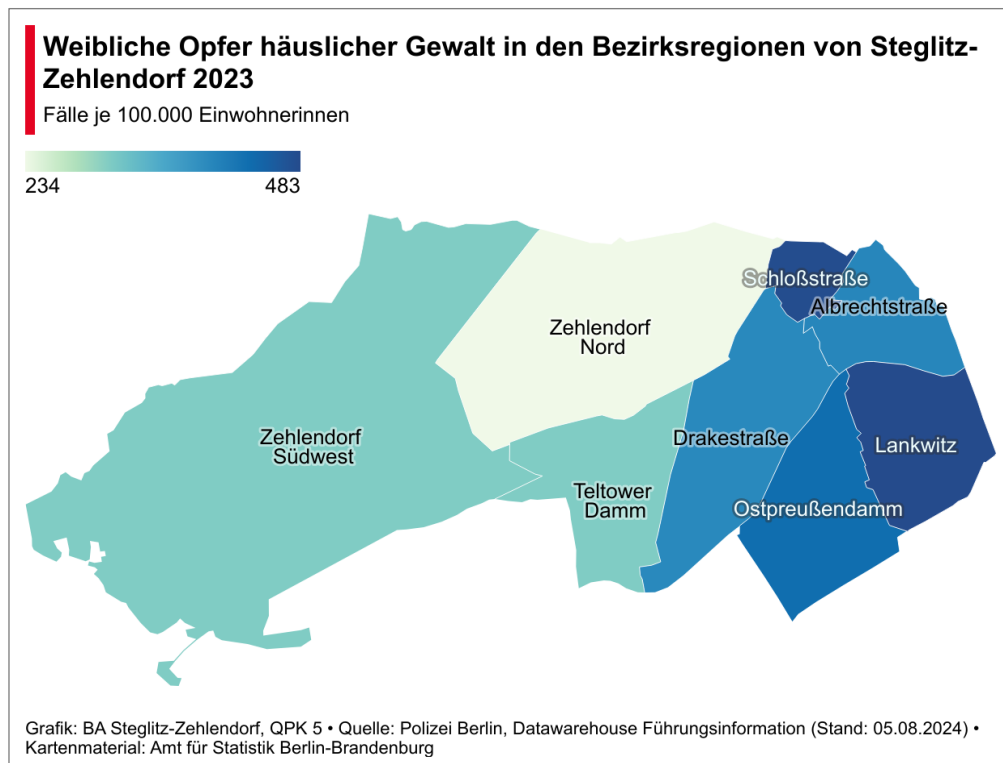 Weibliche Opfer häuslicher Gewalt in den Bezirksregionen von Steglitz-
Zehlendorf 2023
Fälle je 100.000 Einwohnerinnen
234
483
Schloßstraße
Albrechtstraße
Zehlendorf
Nord
Zehlendorf
Südwest
Drakestraße
Lankwitz
Teltower
Damm
Ostpreußendamm
Grafik: BA Steglitz-Zehlendorf, QPK 5 • Quelle: Polizei Berlin, Datawarehouse Führungsinformation (Stand: 05.08.2024) •
Kartenmaterial: Amt für Statistik Berlin-Brandenburg